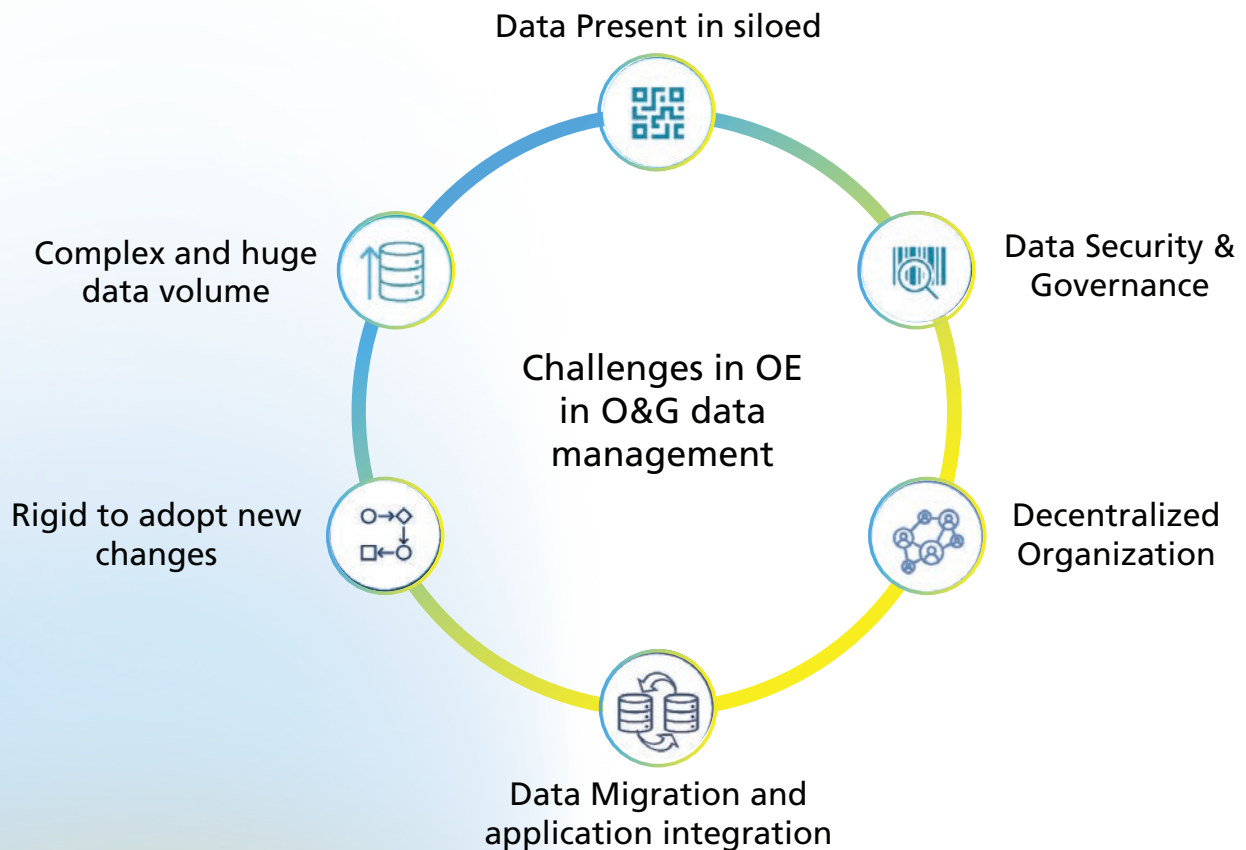 Data Present in siloed
Complex and huge
data volume
Data Security &
Governance
Challenges in OE
in O&G data
management
Rigid to adopt new
changes
Decentralized
Organization
Data Migration and
application integration